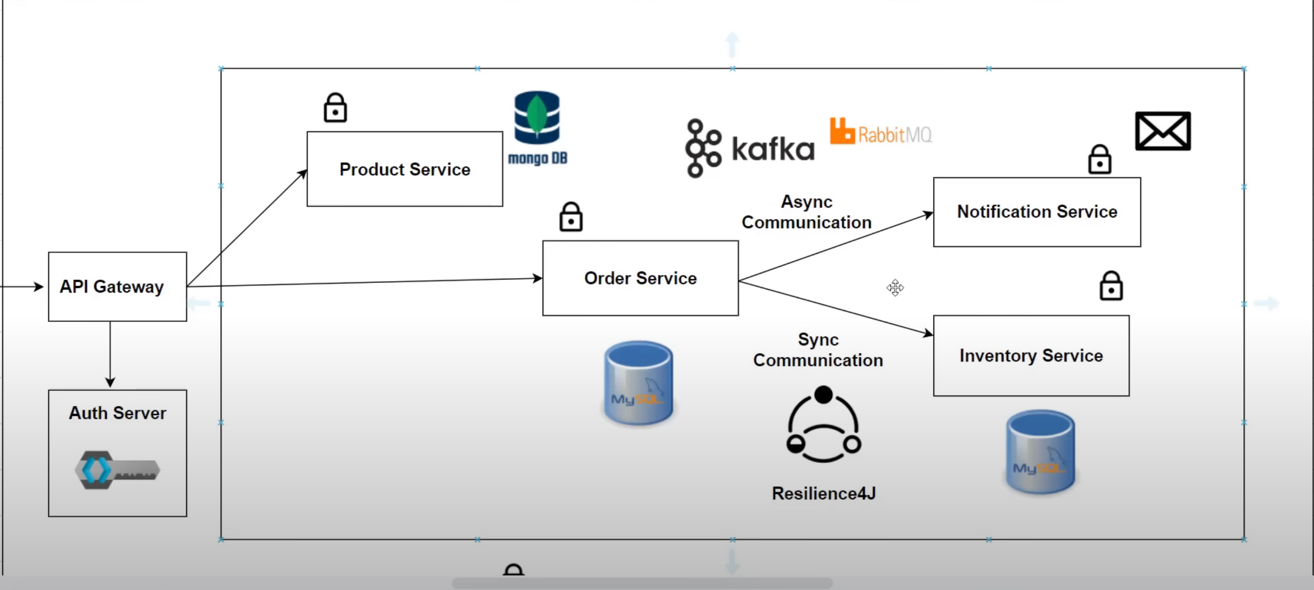 Product Service
mongo DB
kafka
RabbitMQ
Async
Communication
Notification Service
API Gateway
Order Service
Sync
Communication
Inventory Service
MySQL
Auth Server
Resilience4J
MySQL